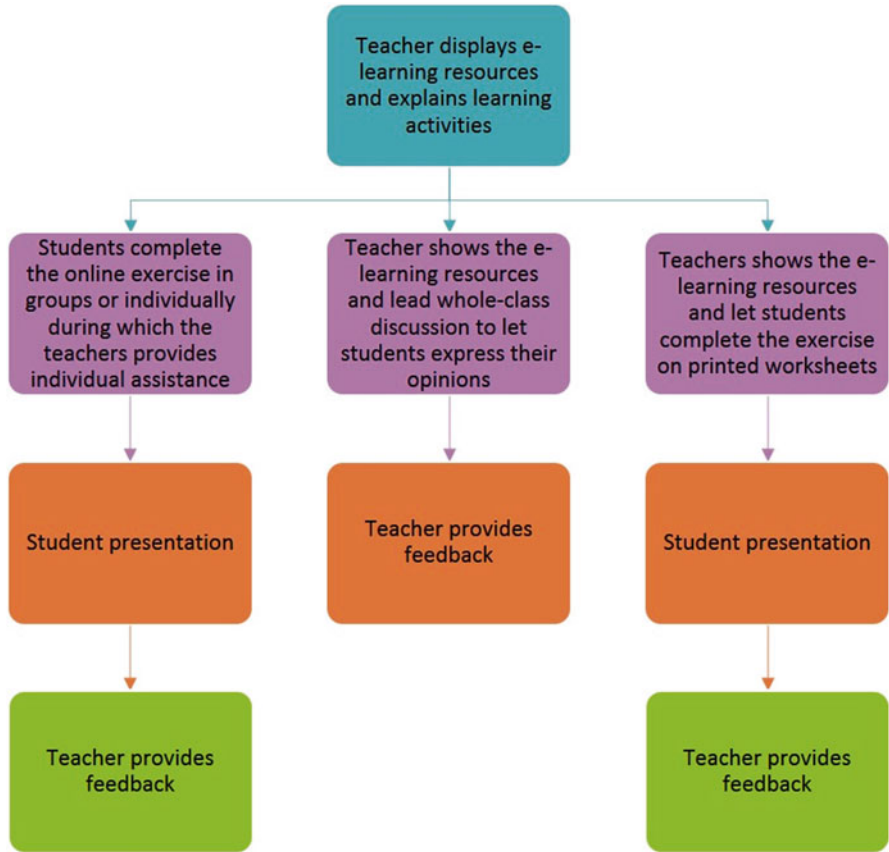 Teacher displays e-
learning resources
and explains learning
activities
Students complete
the online exercise in
groups or individually
during which the
teachers provides
individual assistance
Teacher shows the e-
learning resources
and lead whole-class
discussion to let
students express their
opinions
Teachers shows the e-
learning resources
and let students
complete the exercise
on printed worksheets
Student presentation
Teacher provides
feedback
Student presentation
Teacher provides
feedback
Teacher provides
feedback